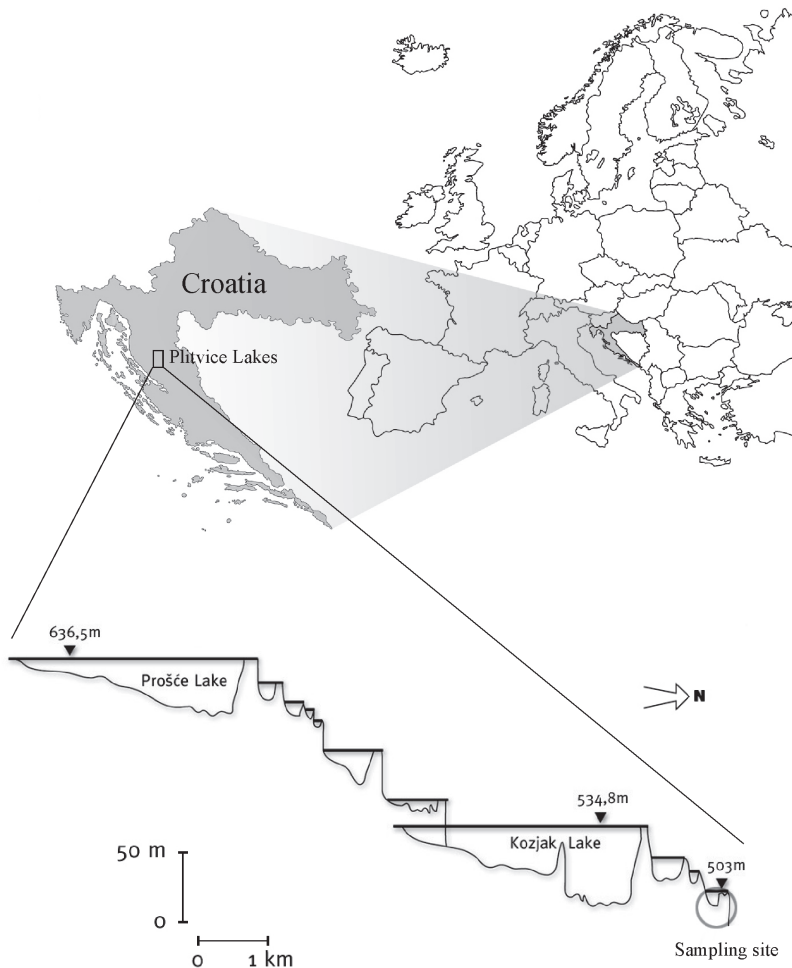 Croatia
Plitvice Lakes
636,5m
Prošće Lake
N
534,8m
Kozjak Lake
50 m
503m
0
0 1 km
Sampling site